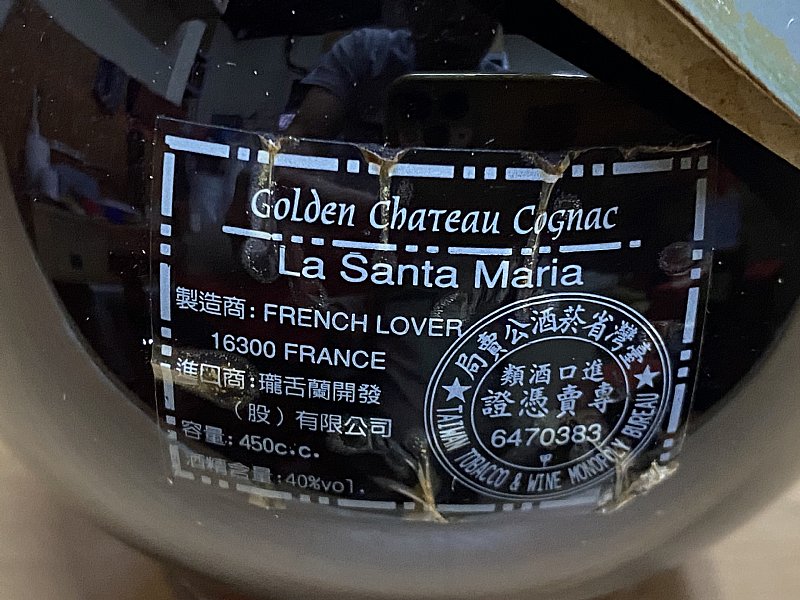 Golden Chateau Cognac
La Santa Maria
製造商: FRENCH LOVER
16300 FRANCE
進口商: 瓏舌蘭開發
（股）有限公司
容量: 450c.c.
酒精含量: 40%vol.
灣省菸酒公賣局
進口酒類
專賣憑證
6470383
甲
TAIWAN TOBACCO & WINE MONOPOLY BUREAU